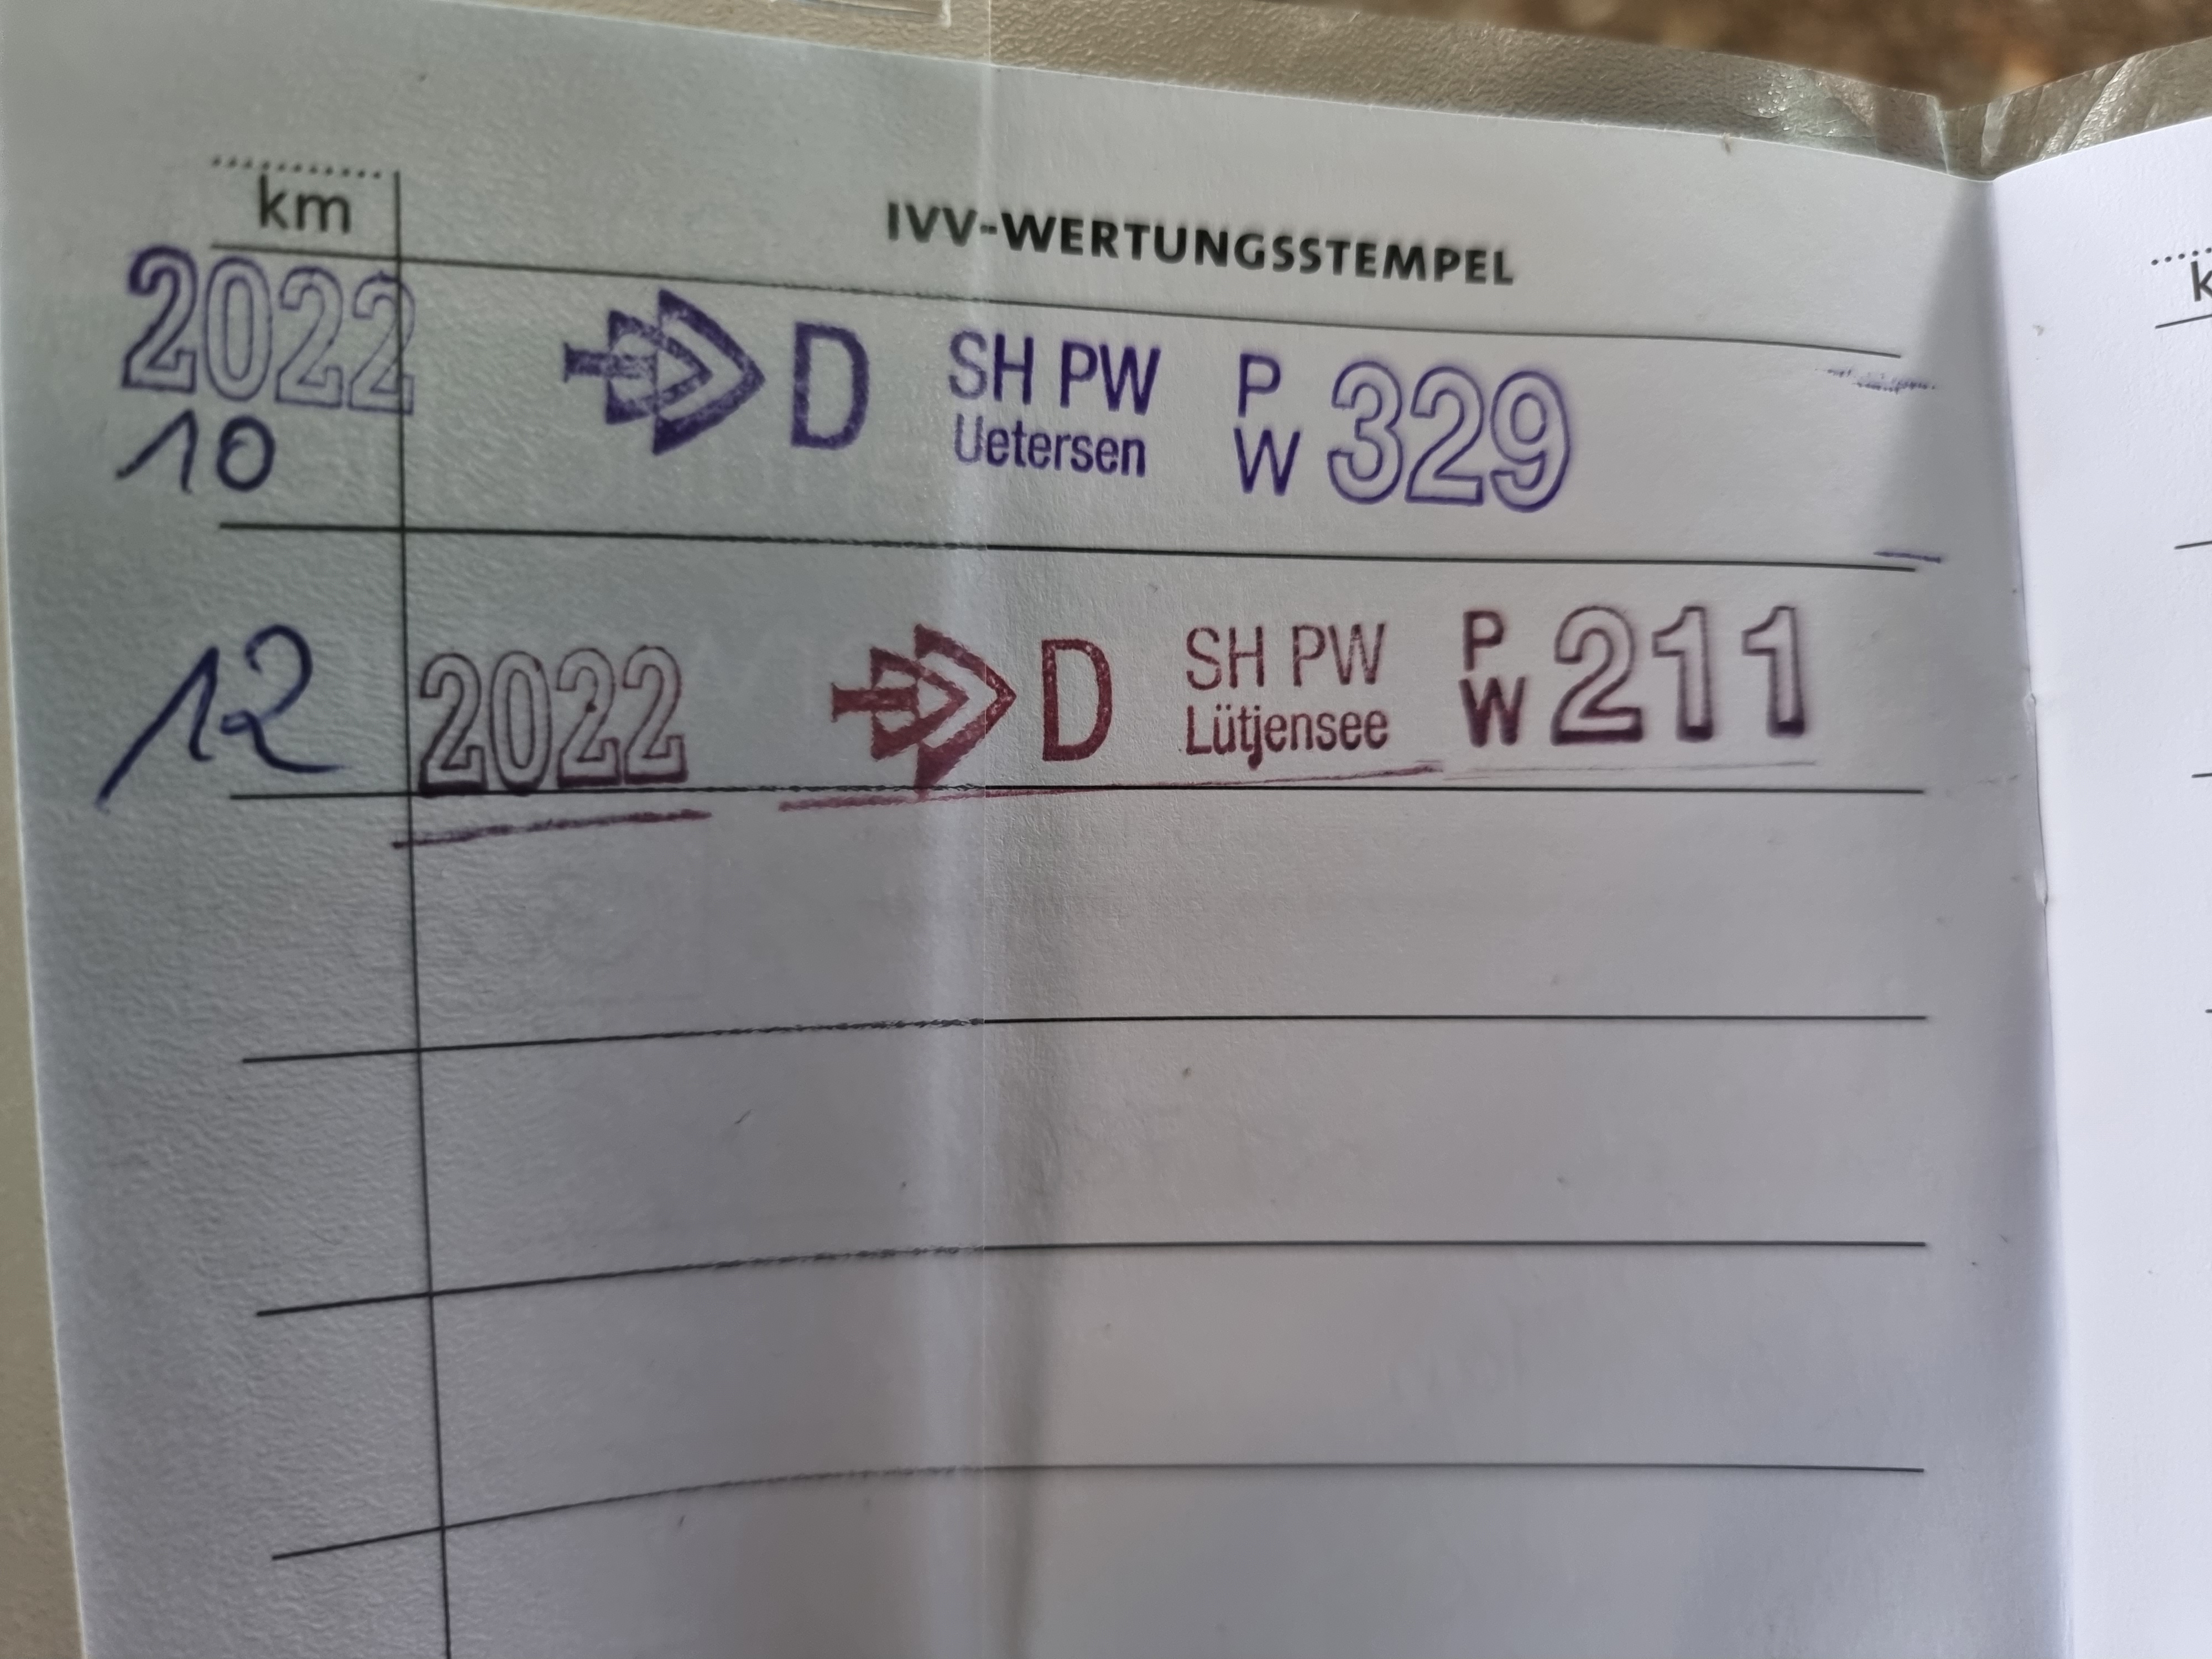 km
IVV-WERTUNGSSTEMPEL
2022 D SH PW P
Uetersen W 329
10
12 2022 D SH PW P
Lütjensee W 211